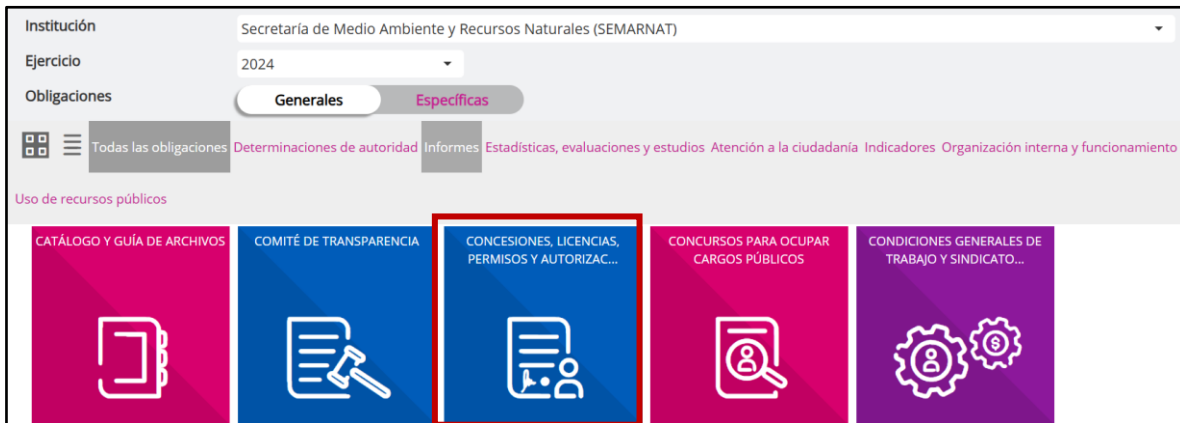 Institución
Secretaría de Medio Ambiente y Recursos Naturales (SEMARNAT)
Ejercicio
2024
Obligaciones
Generales
Específicas
Todas las obligaciones Determinaciones de autoridad Informes Estadísticas, evaluaciones y estudios Atención a la ciudadanía Indicadores Organización interna y funcionamiento
Uso de recursos públicos
CATÁLOGO Y GUÍA DE ARCHIVOS
COMITÉ DE TRANSPARENCIA
CONCESIONES, LICENCIAS,
PERMISOS Y AUTORIZAC...
CONCURSOS PARA OCUPAR
CARGOS PÚBLICOS
CONDICIONES GENERALES DE
TRABAJO Y SINDICATO...